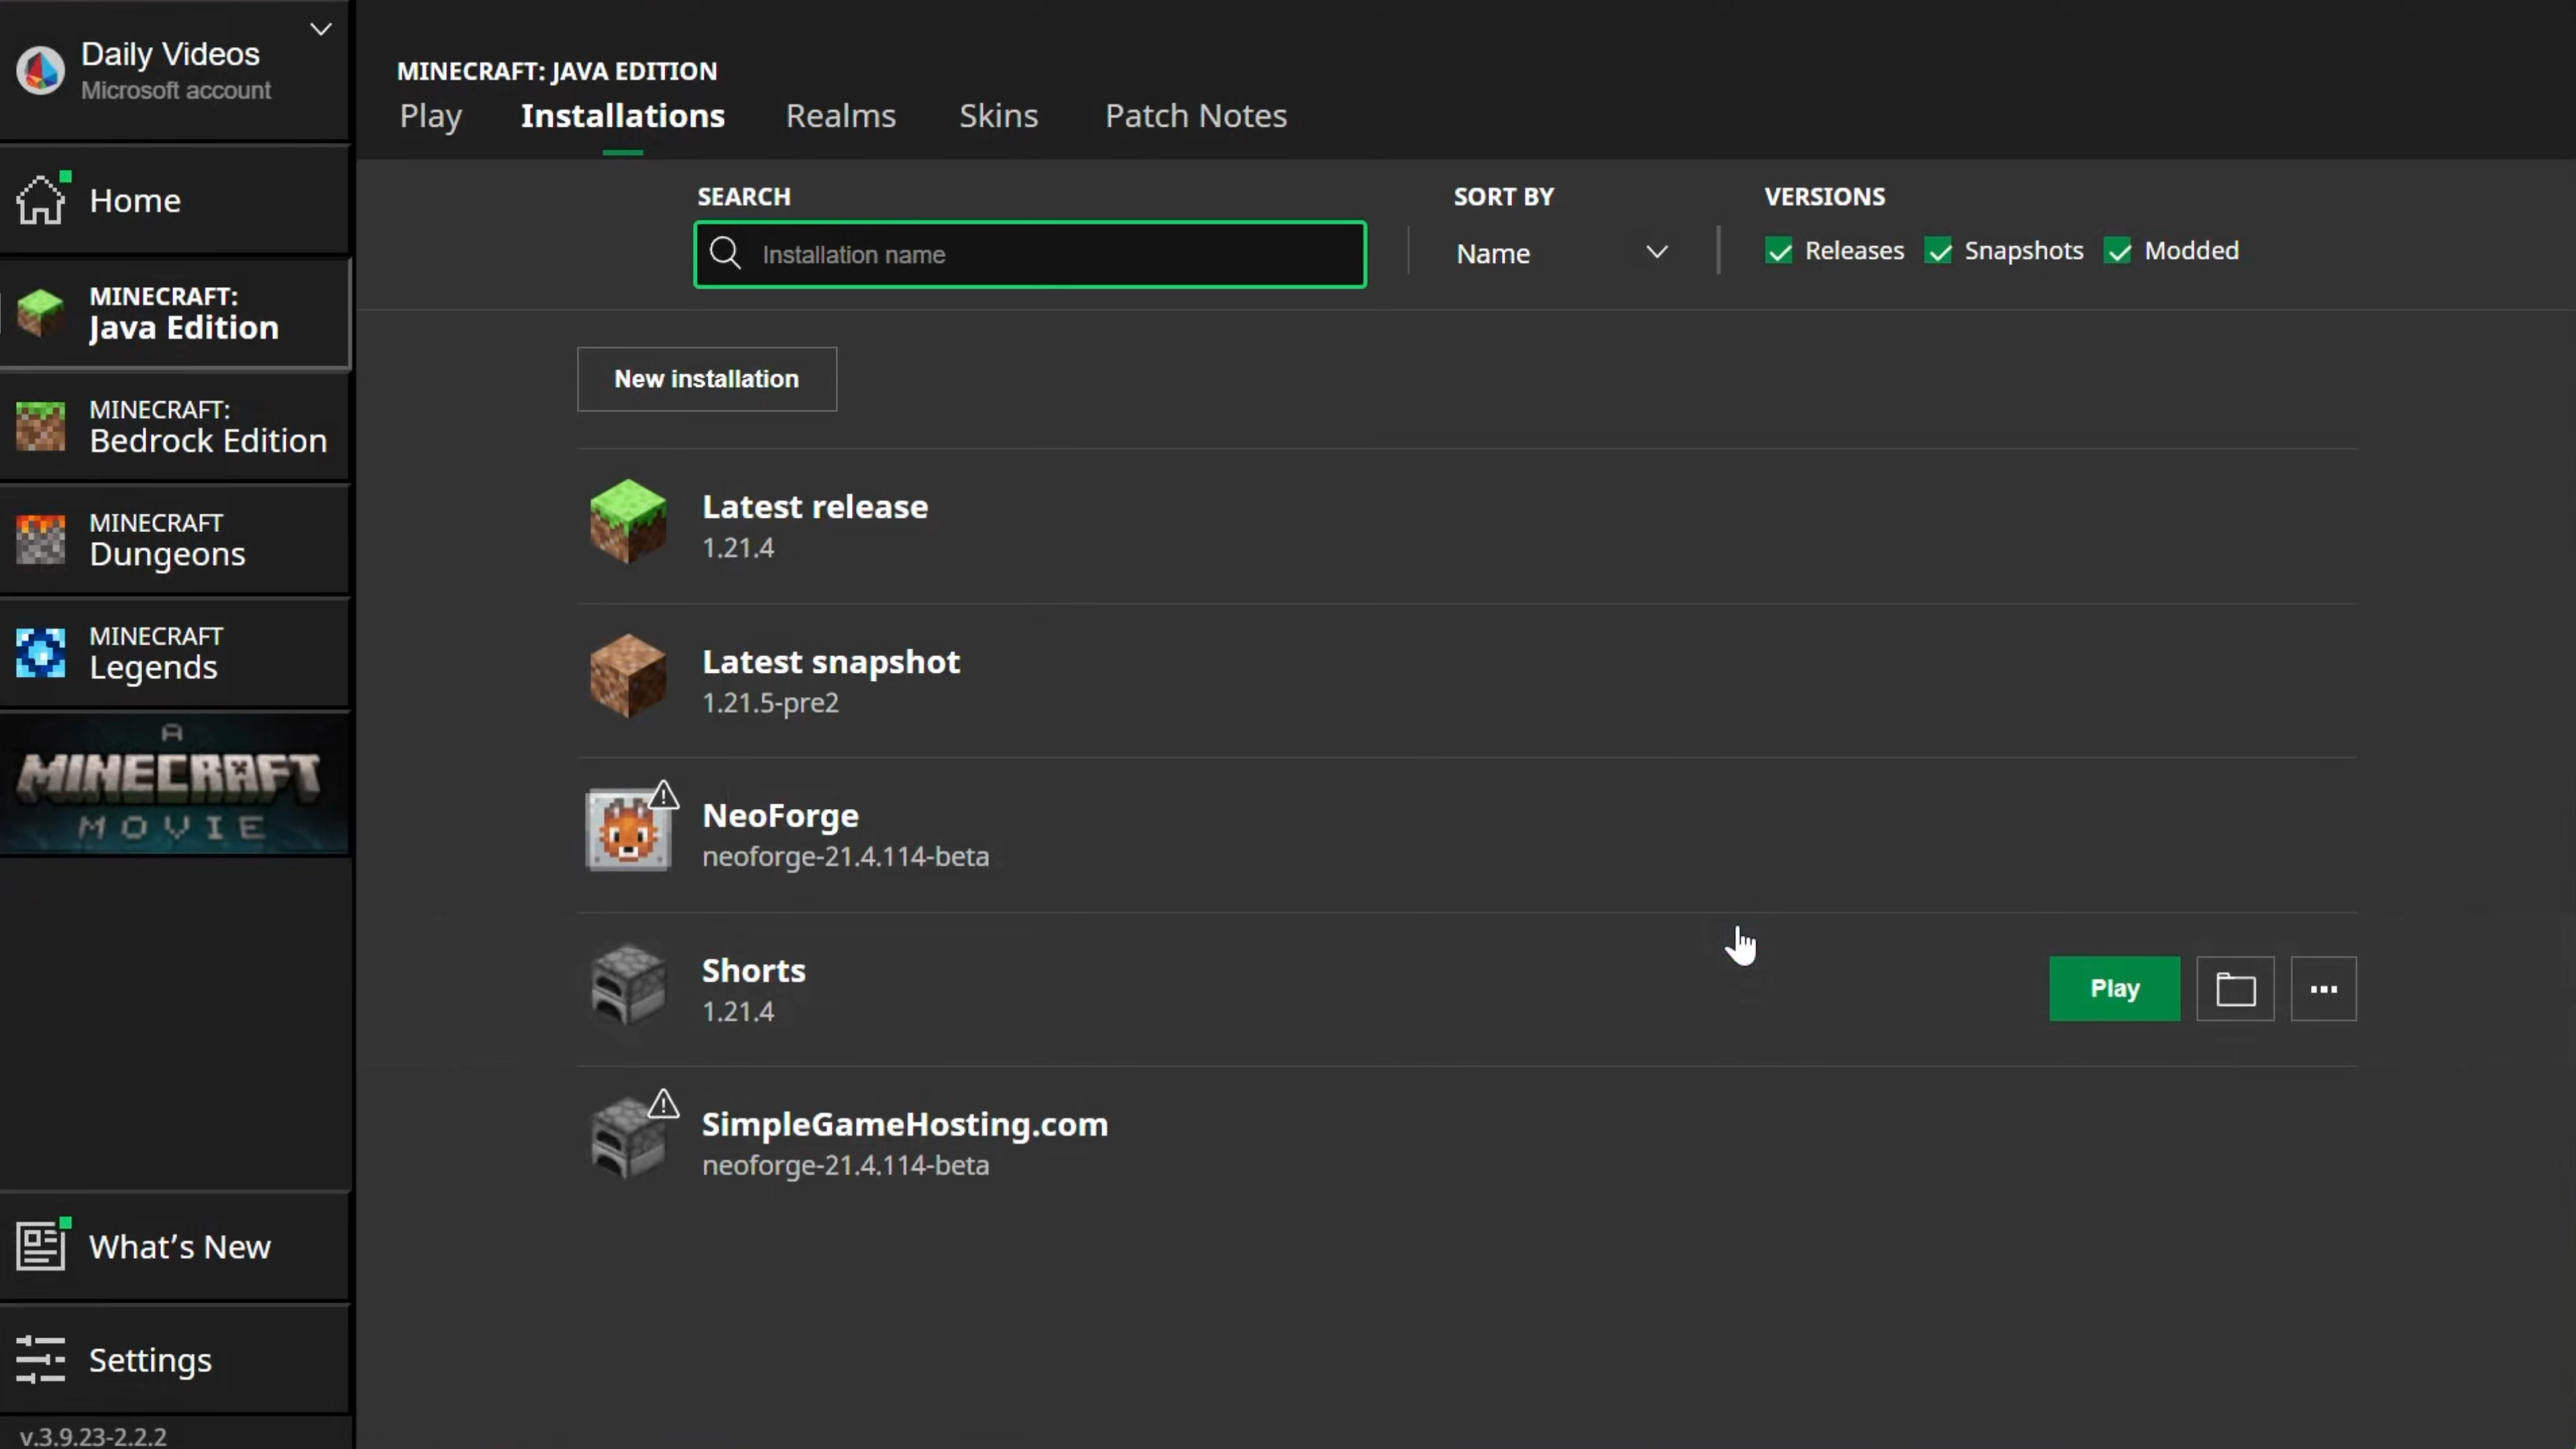 Daily Videos
Microsoft account
Home
MINECRAFT:
Java Edition
MINECRAFT:
Bedrock Edition
MINECRAFT
Dungeons
MINECRAFT
Legends
A
MINECRAFT
MOVIE
What's New
Settings
v.3.9.23-2.2.2
MINECRAFT: JAVA EDITION
Play Installations Realms Skins Patch Notes
SEARCH SORT BY VERSIONS
Installation name Name Releases Snapshots Modded
New installation
Latest release
1.21.4
Latest snapshot
1.21.5-pre2
NeoForge
neoforge-21.4.114-beta
Shorts
1.21.4
Play
SimpleGameHosting.com
neoforge-21.4.114-beta